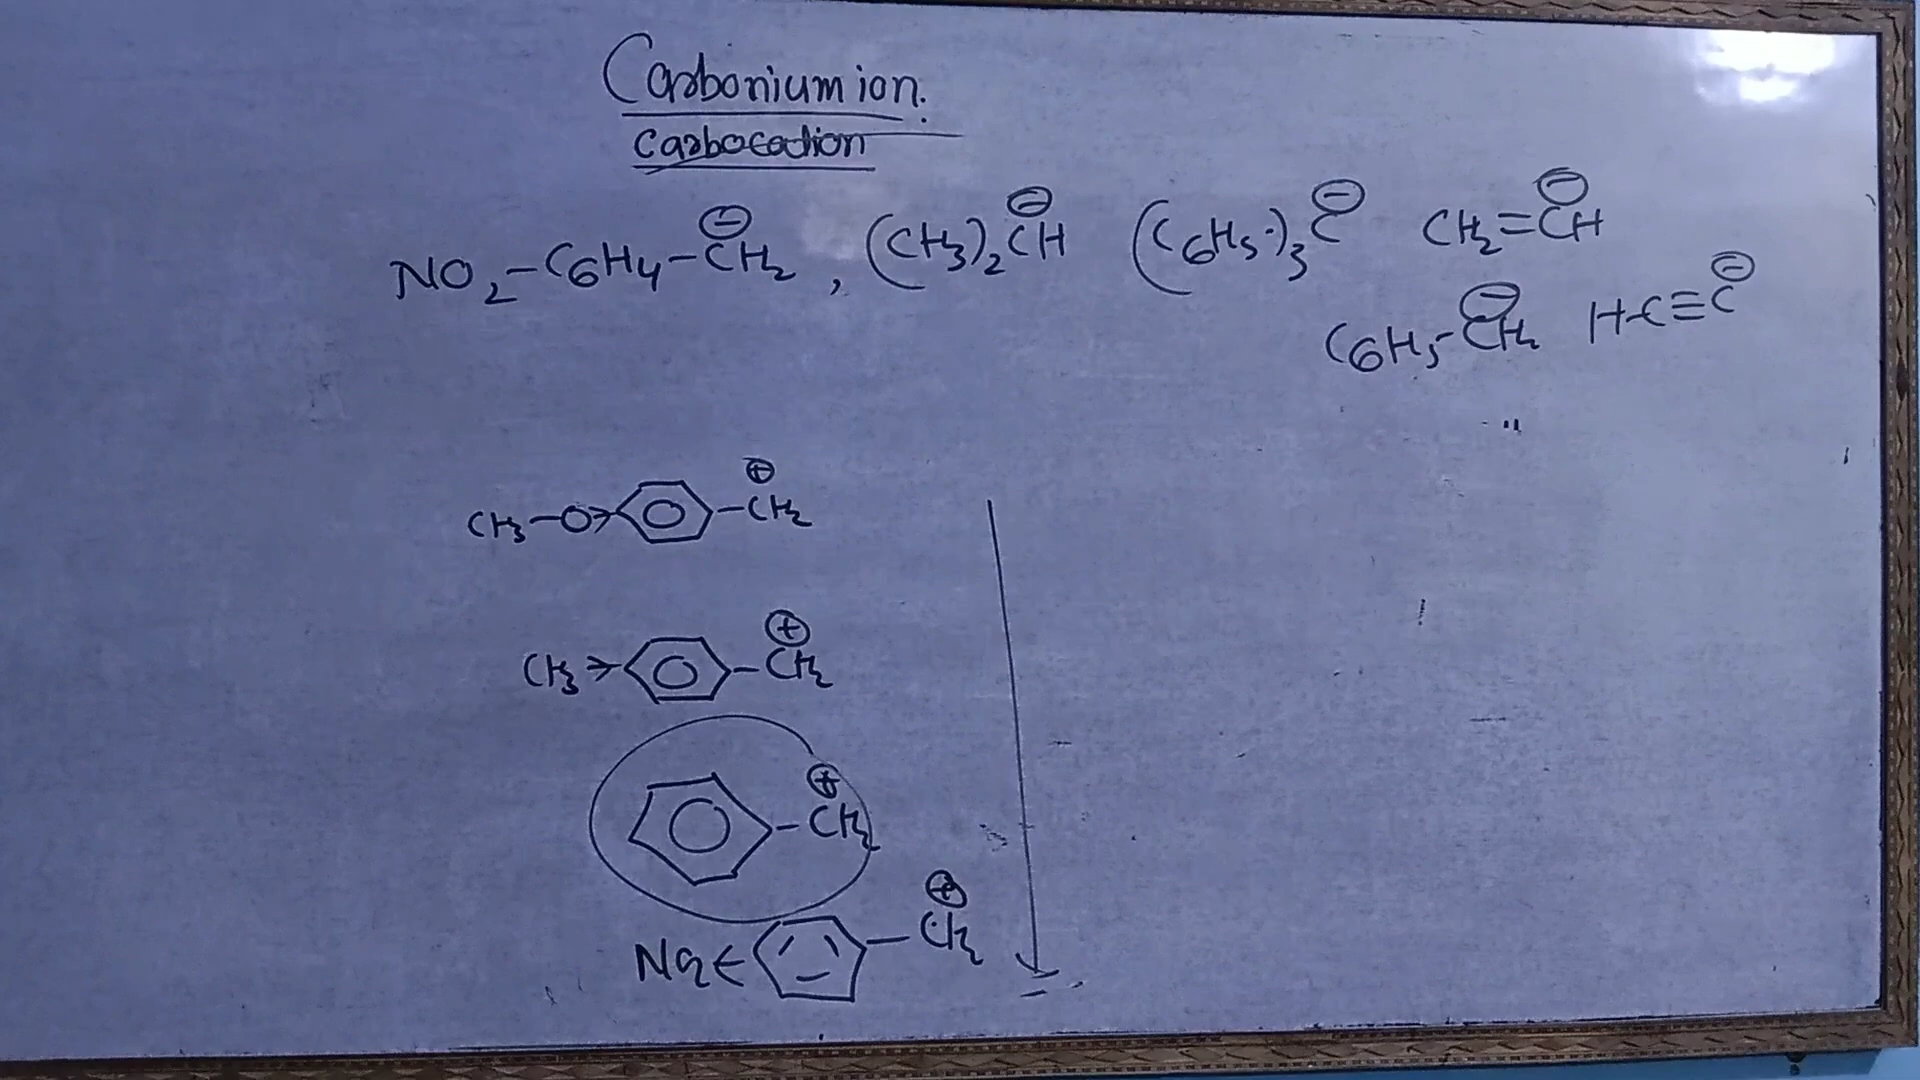 Carbonium ion.
Carbocation
NO₂-C6H4-CH₂⊖, (CH3)₂CH⊖ (C6H5·)3C⊖ CH₂=CH⊖
C6H5-CH₂⊖ H-C≡C⊖
CH3-O CH₂⊕
CH3 CH₂⊕
CH₂⊕
NO₂ CH₂⊕